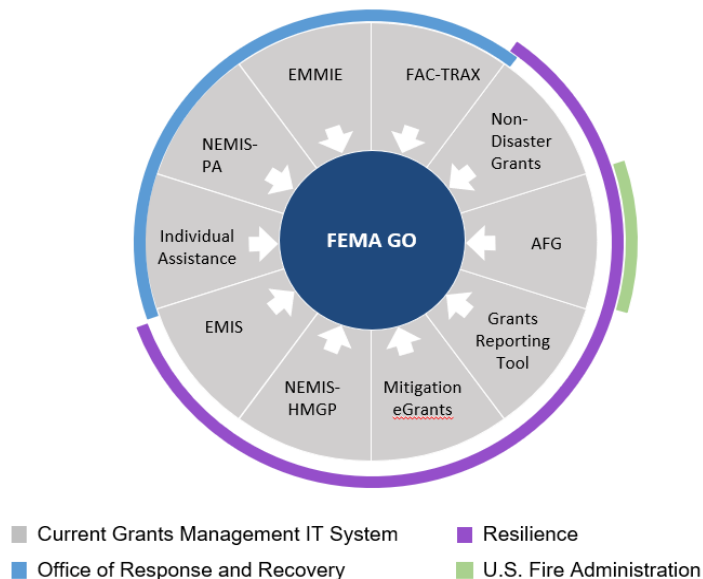 EMMIE
FAC-TRAX
Non-
Disaster
Grants
AFG
Grants
Reporting
Tool
Mitigation
eGrants
NEMIS-
HMGP
EMIS
Individual
Assistance
NEMIS-
PA
FEMA GO
Current Grants Management IT System
Resilience
Office of Response and Recovery
U.S. Fire Administration